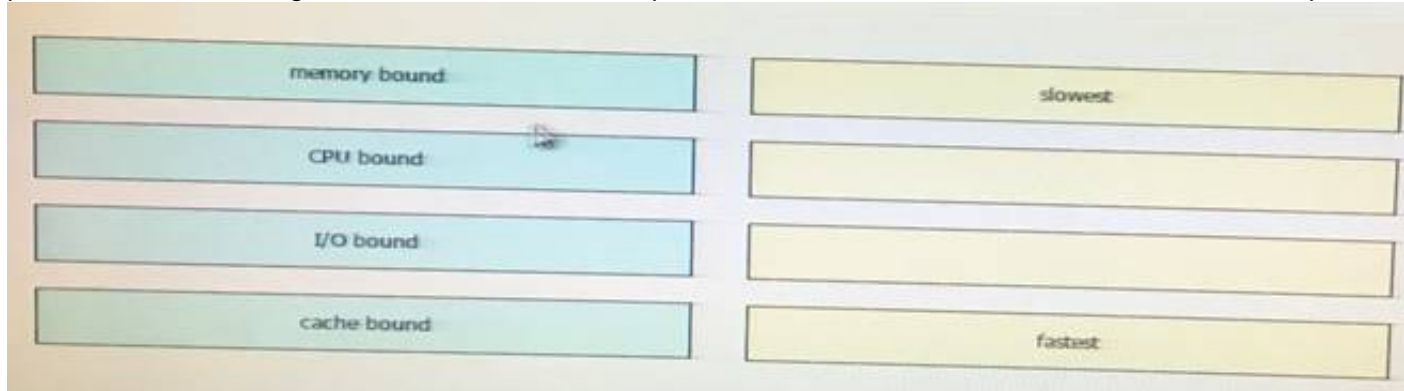 memory bound
slowest
CPU bound
I/O bound
cache bound
fastest